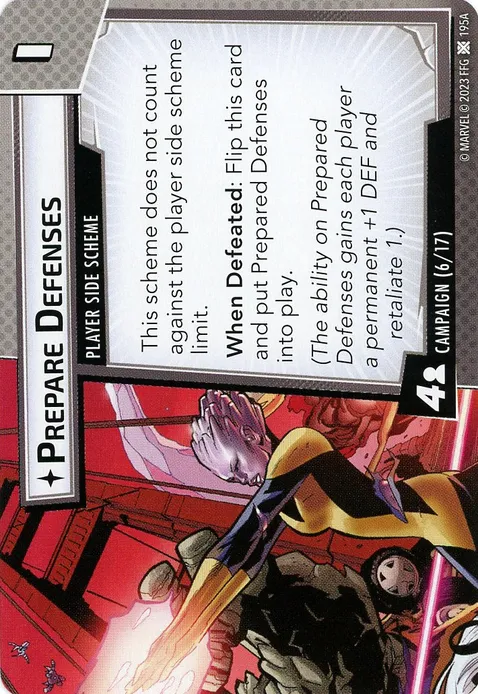 PREPARE DEFENSES
PLAYER SIDE SCHEME
This scheme does not count
against the player side scheme
limit.
When Defeated: Flip this card
and put Prepared Defenses
into play.
(The ability on Prepared
Defenses gains each player
a permanent +1 DEF and
retaliate 1.)
4
CAMPAIGN (6/17)
© MARVEL © 2023 FFG 195A